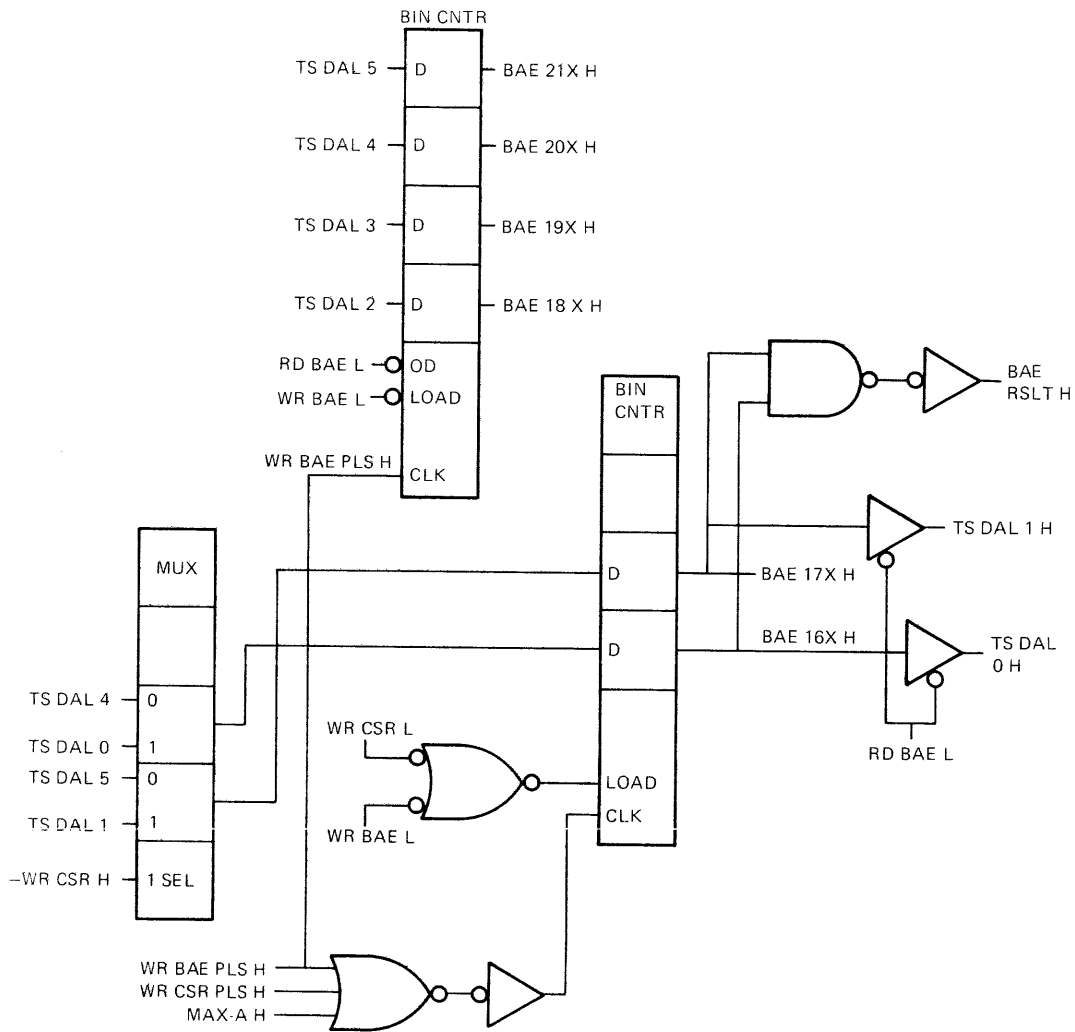 BIN CNTR
TS DAL 5
D
BAE 21X H
TS DAL 4
D
BAE 20X H
TS DAL 3
D
BAE 19X H
TS DAL 2
D
BAE 18 X H
RD BAE L
OD
WR BAE L
LOAD
WR BAE PLS H
CLK
BIN
CNTR
BAE
RSLT H
TS DAL 1 H
MUX
D
BAE 17X H
D
BAE 16X H
TS DAL
0 H
TS DAL 4
0
TS DAL 0
1
TS DAL 5
0
TS DAL 1
1
–WR CSR H
1 SEL
WR CSR L
WR BAE L
LOAD
CLK
RD BAE L
WR BAE PLS H
WR CSR PLS H
MAX-A H